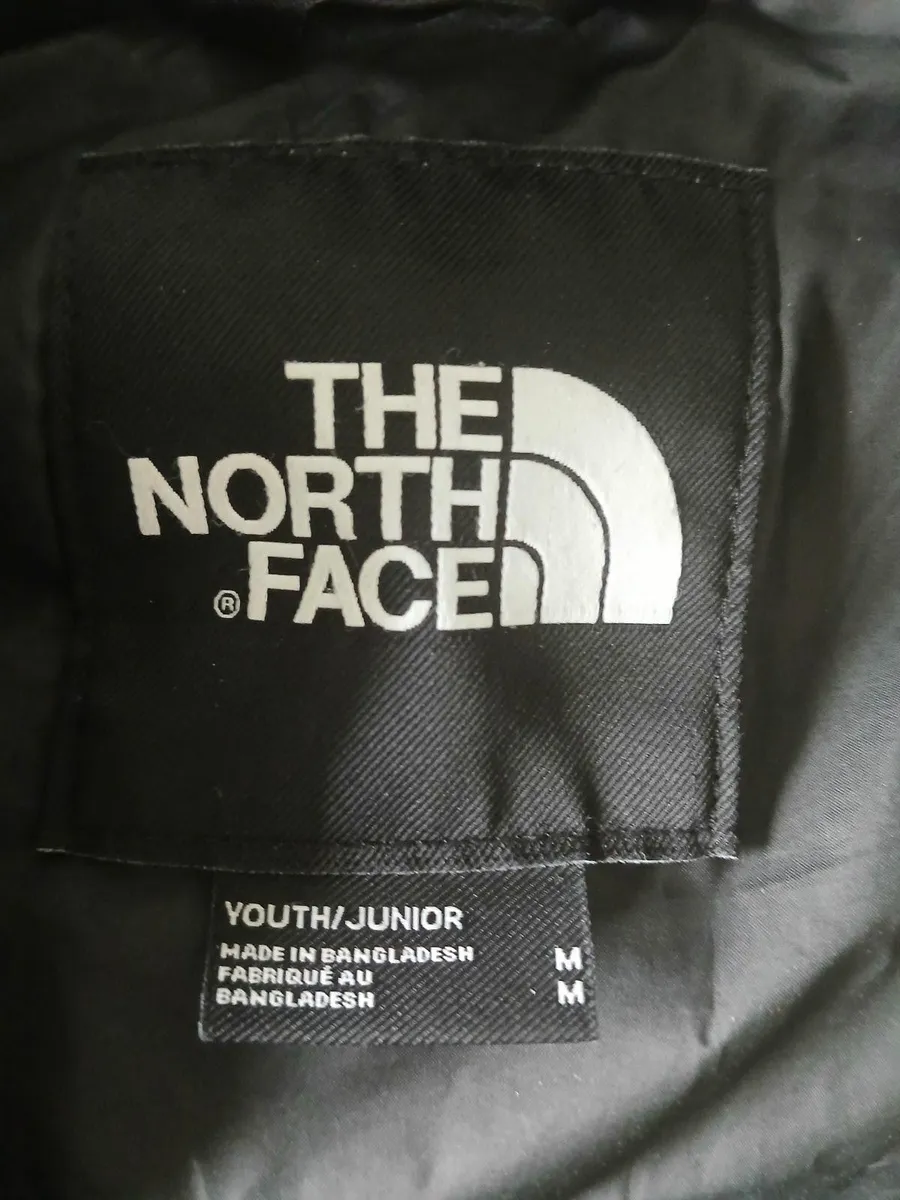 THE
NORTH
®FACE
YOUTH/JUNIOR
MADE IN BANGLADESH M
FABRIQUÉ AU
BANGLADESH M